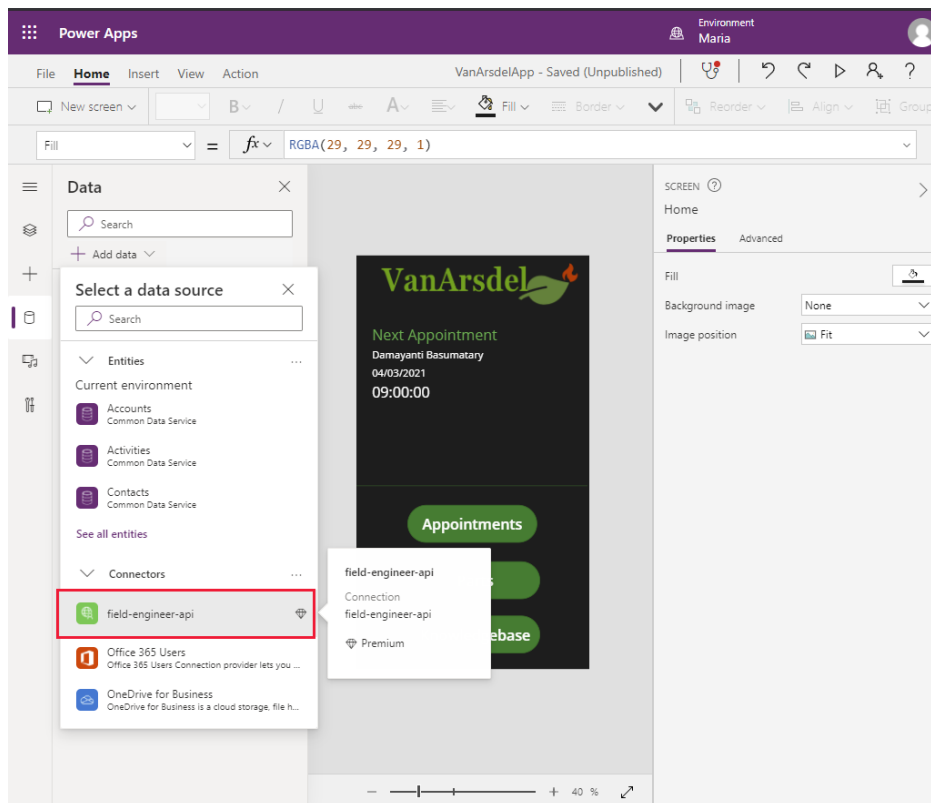 Power Apps
Environment
Maria
File Home Insert View Action
VanArsdelApp - Saved (Unpublished)
New screen
B
/
U
abc
A
Fill
Border
Reorder
Align
Group
Fill
=
fx
RGBA(29, 29, 29, 1)
Data
Search
Add data
Select a data source
Search
Entities
Current environment
Accounts
Common Data Service
Activities
Common Data Service
Contacts
Common Data Service
See all entities
Connectors
field-engineer-api
Office 365 Users
Office 365 Users Connection provider lets you ...
OneDrive for Business
OneDrive for Business is a cloud storage, file h...
VanArsdel
Next Appointment
Damayanti Basumatary
04/03/2021
09:00:00
Appointments
s
ebase
field-engineer-api
Connection
field-engineer-api
Premium
40 %
SCREEN
Home
Properties Advanced
Fill
Background image None
Image position Fit